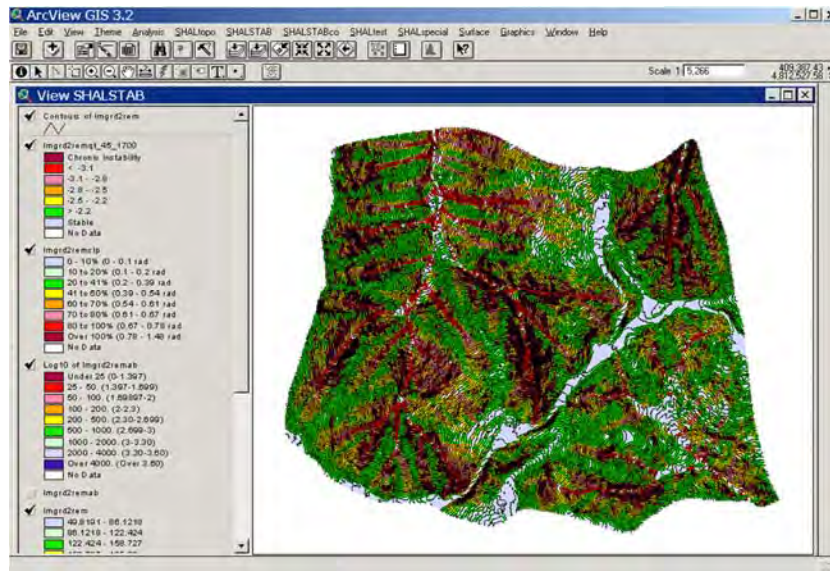 ArcView GIS 3.2
File Edit View Theme Analysis SHALtopo SHALSTAB SHALSTABco SHALtest SHALspecial Surface Graphics Window Help
Scale 1: 5,266
409,387.43
4,812,527.56
View SHALSTAB
Contours of lmgrd2rem
lmgrd2remqt_45_1700
Chronic Instability
< -3.1
-3.1 - -2.8
-2.8 - -2.5
-2.5 - -2.2
> -2.2
Stable
No Data
lmgrd2remslp
0 - 10% (0 - 0.1 rad
10 to 20% (0.1 - 0.2 rad
20 to 41% (0.2 - 0.39 rad
41 to 60% (0.39 - 0.54 rad
60 to 70% (0.54 - 0.61 rad
70 to 80% (0.61 - 0.67 rad
80 to 100% (0.67 - 0.78 rad
Over 100% (0.78 - 1.48 rad
No Data
Log10 of lmgrd2remab
Under 25 (0-1.397)
25 - 50. (1.397-1.699)
50 - 100. (1.69897-2)
100 - 200. (2-2.3)
200 - 500. (2.30-2.699)
500 - 1000. (2.699-3)
1000 - 2000. (3-3.30)
2000 - 4000. (3.30-3.60)
Over 4000. (Over 3.60)
No Data
lmgrd2remab
lmgrd2rem
49.8191 - 86.1218
86.1218 - 122.424
122.424 - 158.727